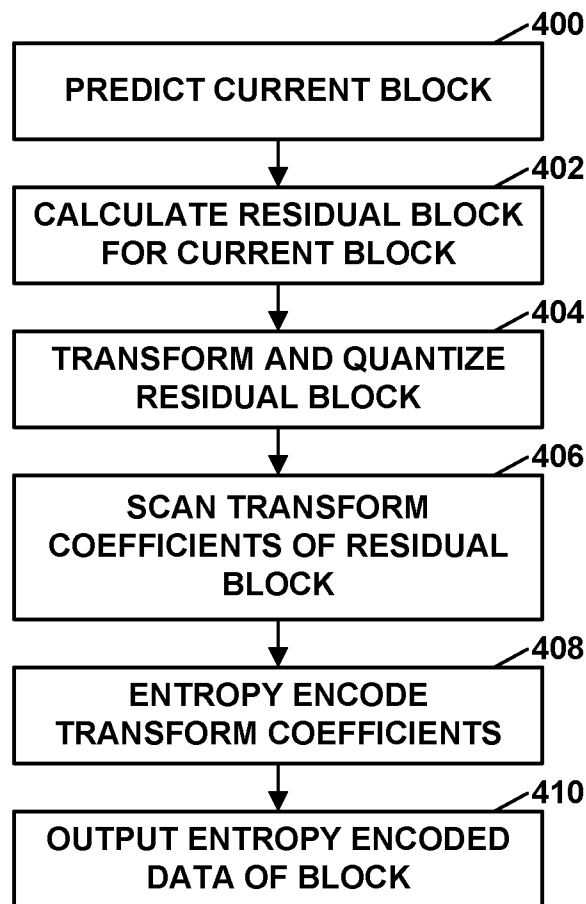 400
PREDICT CURRENT BLOCK
402
CALCULATE RESIDUAL BLOCK
FOR CURRENT BLOCK
404
TRANSFORM AND QUANTIZE
RESIDUAL BLOCK
406
SCAN TRANSFORM
COEFFICIENTS OF RESIDUAL
BLOCK
408
ENTROPY ENCODE
TRANSFORM COEFFICIENTS
410
OUTPUT ENTROPY ENCODED
DATA OF BLOCK